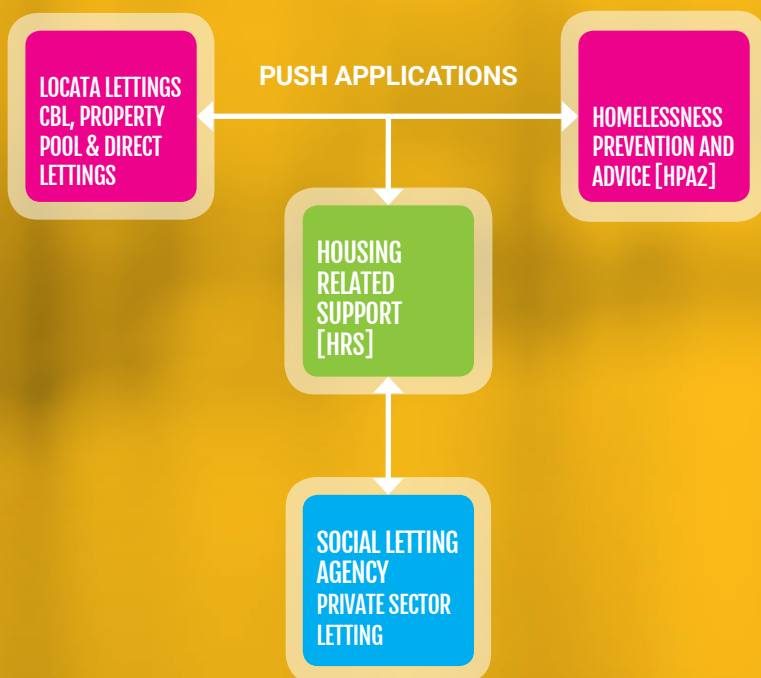 LOCATA LETTINGS
CBL, PROPERTY
POOL & DIRECT
LETTINGS
PUSH APPLICATIONS
HOMELESSNESS
PREVENTION AND
ADVICE [HPA2]
HOUSING
RELATED
SUPPORT
[HRS]
SOCIAL LETTING
AGENCY
PRIVATE SECTOR
LETTING